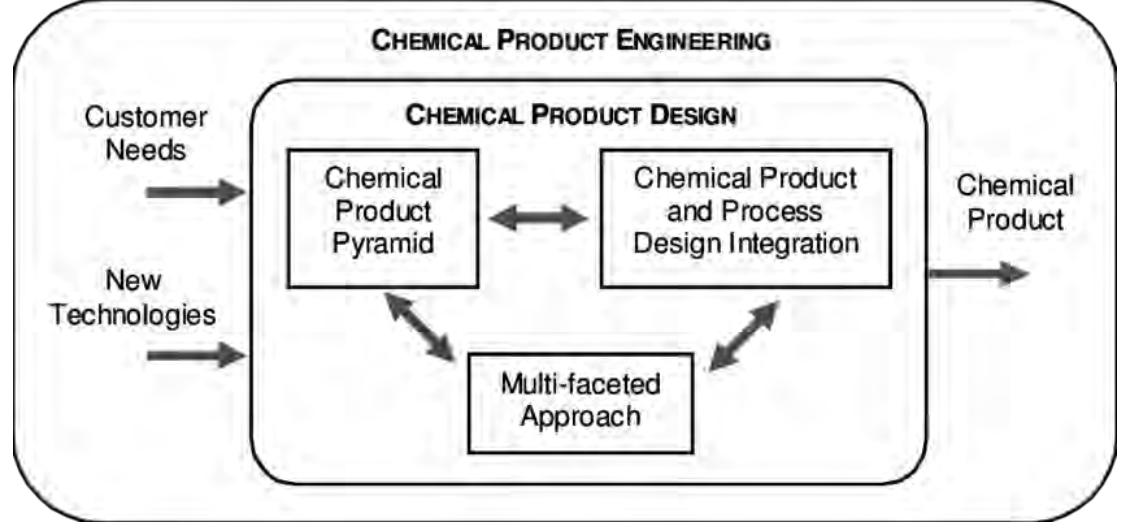 CHEMICAL PRODUCT ENGINEERING
CHEMICAL PRODUCT DESIGN
Customer
Needs
New
Technologies
Chemical
Product
Pyramid
Chemical Product
and Process
Design Integration
Multi-faceted
Approach
Chemical
Product